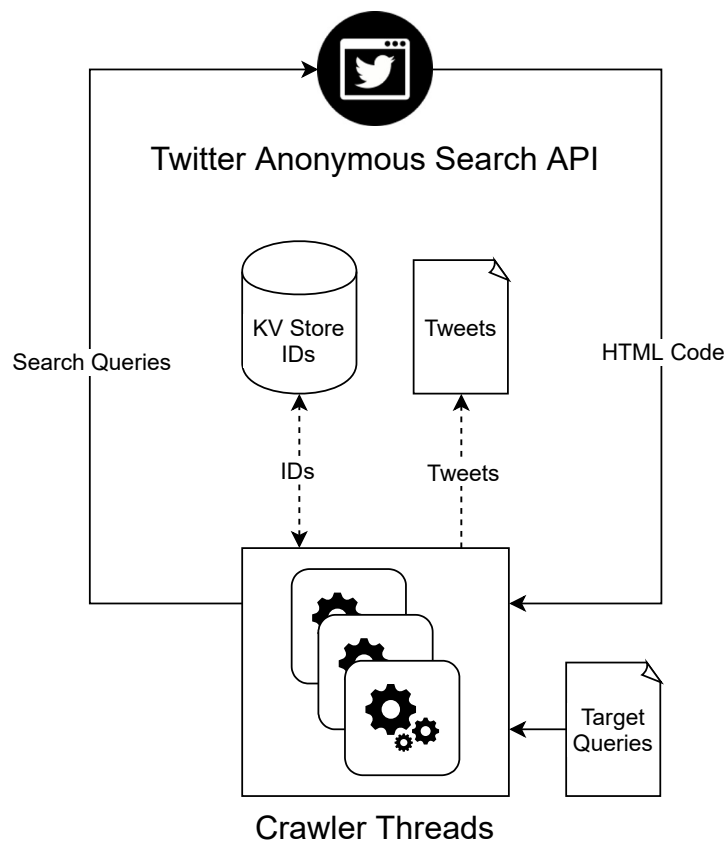 Twitter Anonymous Search API
KV Store
IDs
Tweets
Search Queries
HTML Code
IDs
Tweets
Target
Queries
Crawler Threads